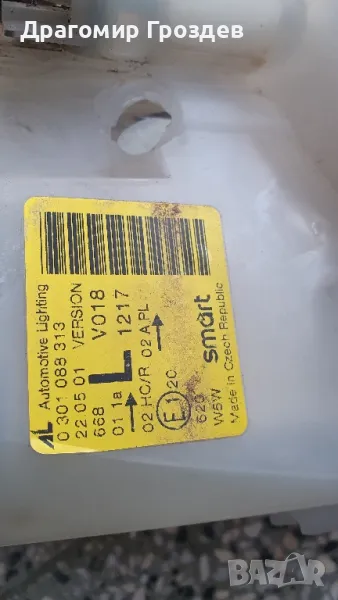 Драгомир Гроздев
AL Automotive Lighting
0 301 088 313
22 05 01 VERSION
668 L V018
01 1a 1217
02 HC/R 02 A PL
E1 20
620
W5W
smart
Made in Czech Republic
BAZAR